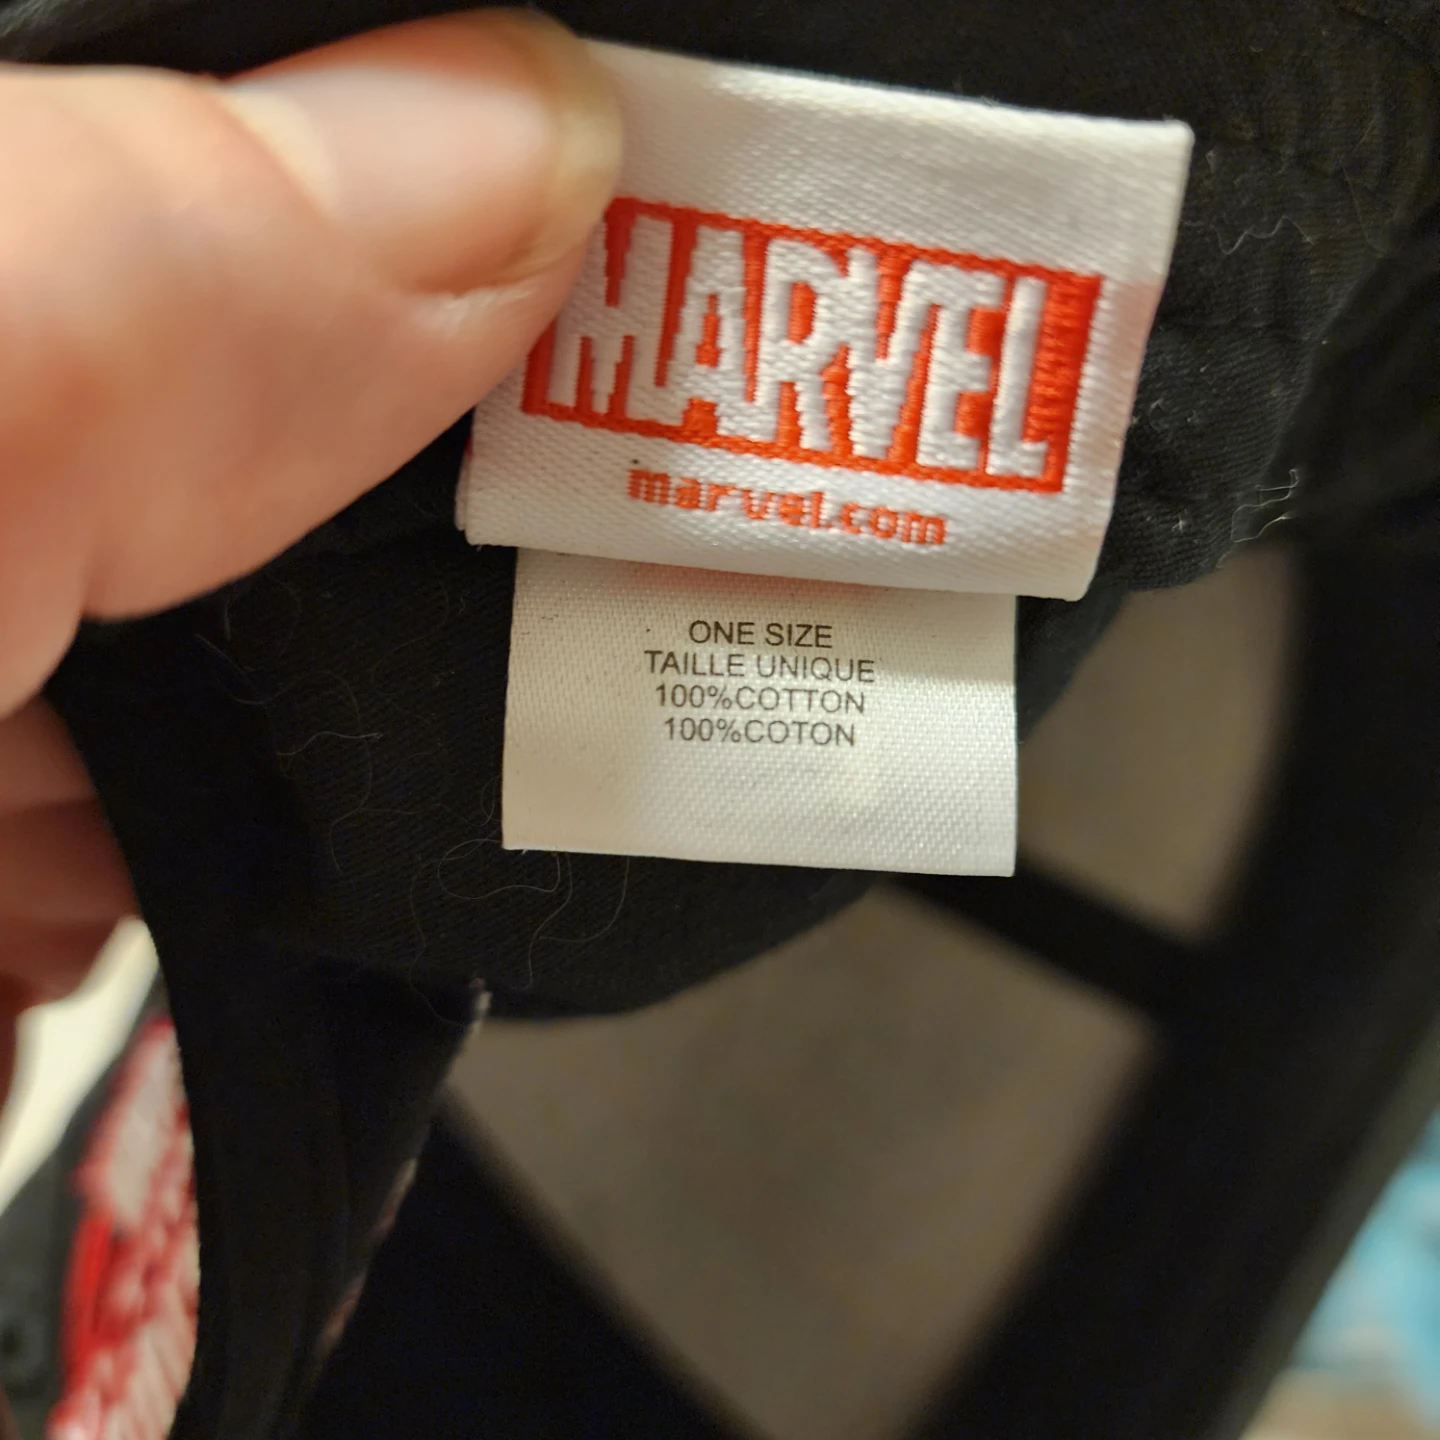 MARVEL
marvel.com
ONE SIZE
TAILLE UNIQUE
100%COTTON
100%COTON